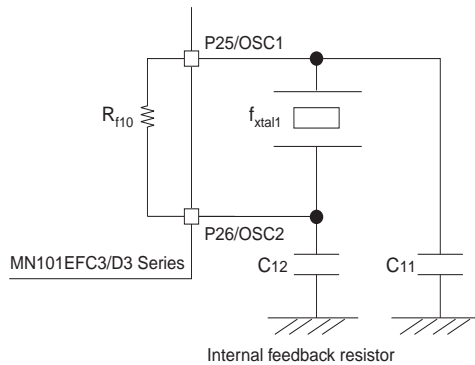 P25/OSC1
Rf10
fxtal1
P26/OSC2
MN101EFC3/D3 Series
C12
C11
Internal feedback resistor